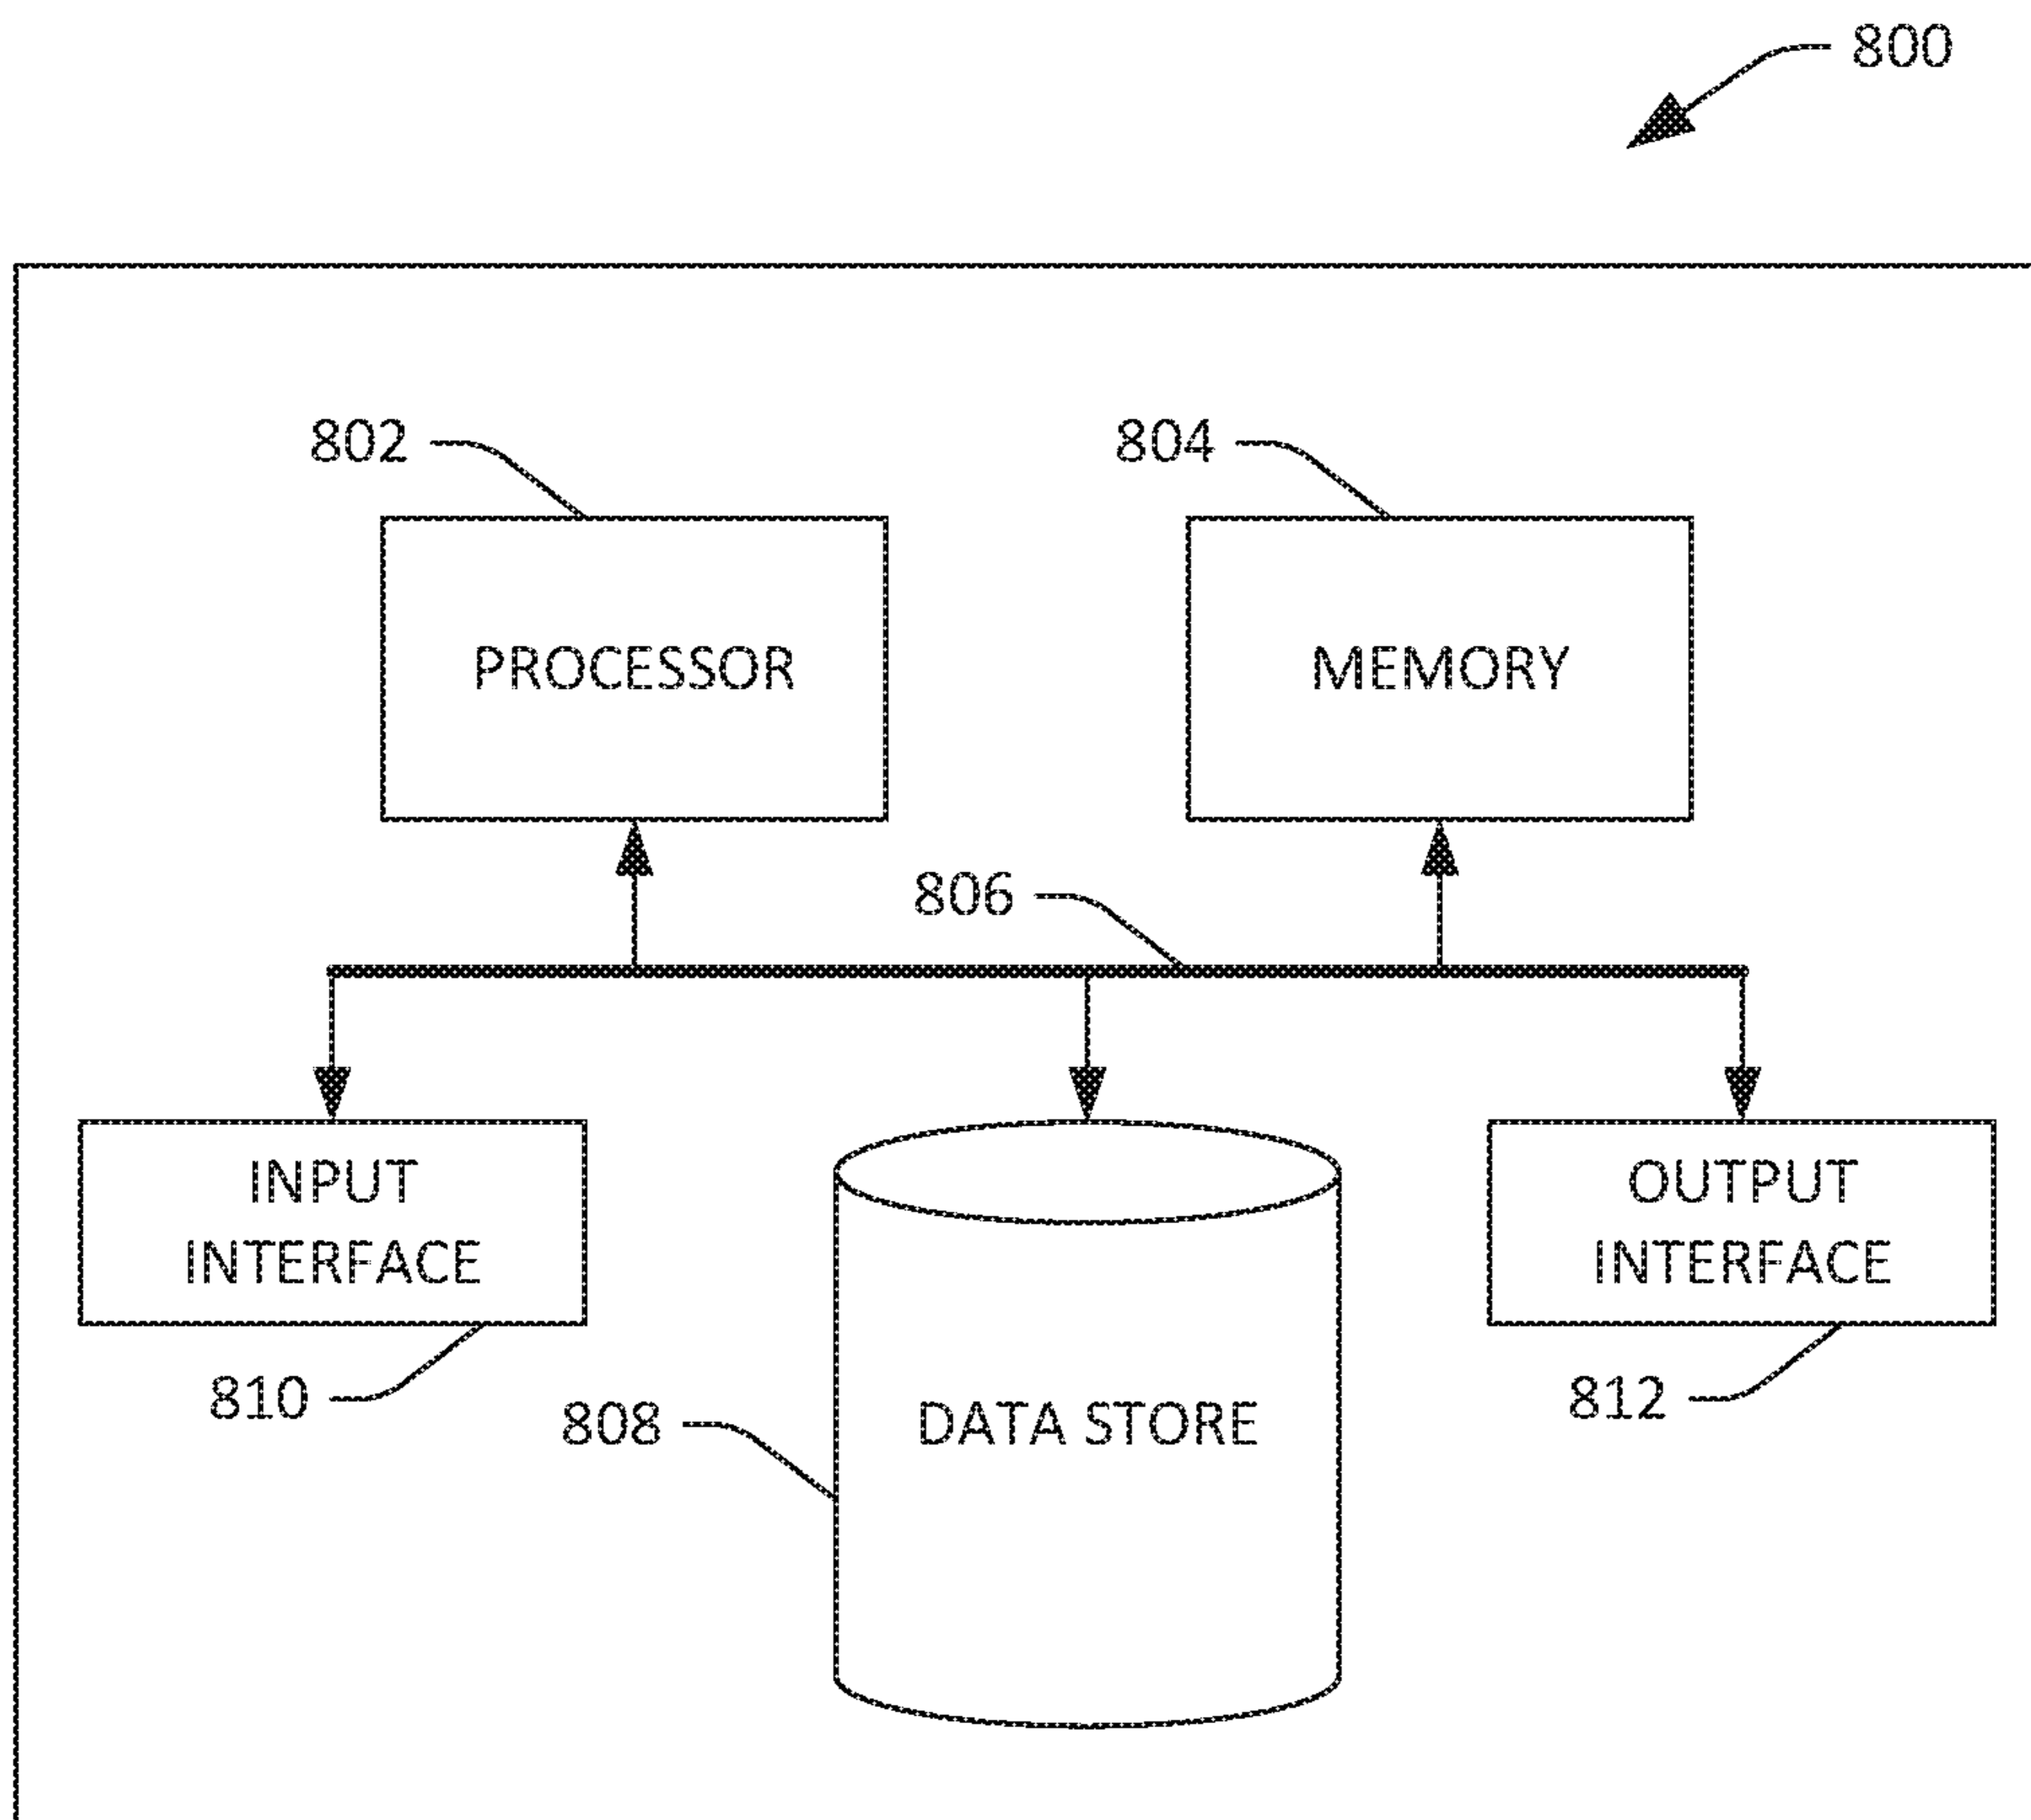 800
802
804
PROCESSOR
MEMORY
806
INPUT
INTERFACE
OUTPUT
INTERFACE
810
808
DATA STORE
812